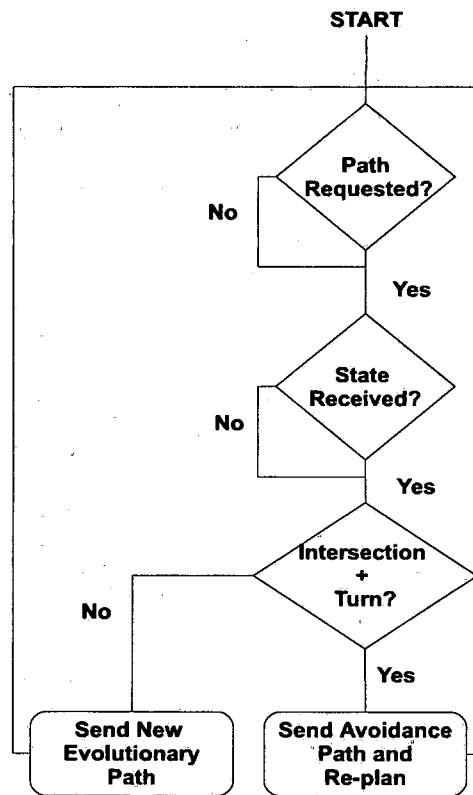 START
Path
Requested?
No
Yes
State
Received?
No
Yes
Intersection
+
Turn?
No
Yes
Send New
Evolutionary
Path
Send Avoidance
Path and
Re-plan